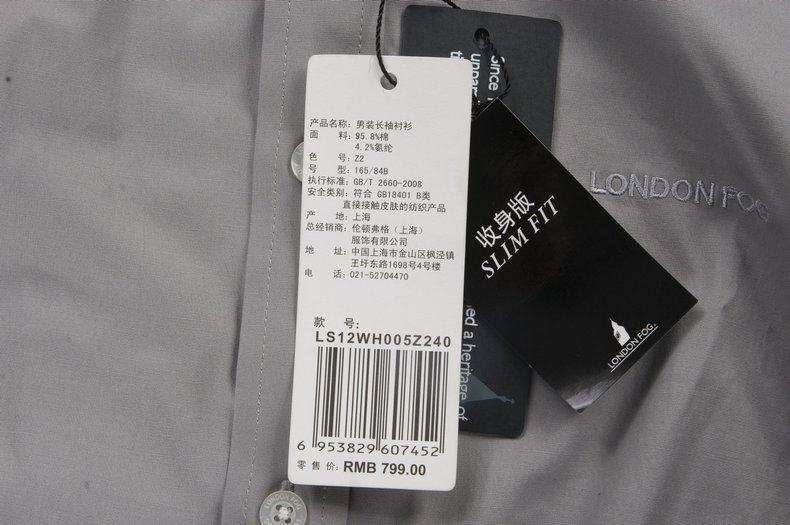 产品名称：男装长袖衬衫
面 料：95.8%棉
4.2%氨纶
色 号：Z2
号 型：165/84B
执行标准：GB/T 2660-2008
安全类别：符合 GB18401 B类
直接接触皮肤的纺织产品
产 地：上海
总经销商：伦顿弗格（上海）
服饰有限公司
地 址：中国上海市金山区枫泾镇
王圩东路1698号4号楼
电 话：021-52704470
款 号：
LS12WH005Z240
6 953829 607452
零售价：RMB 799.00
Since
upper
收身版
SLIM FIT
LONDON FOG
d a heritage of
LONDON FOG
LONDON FOG